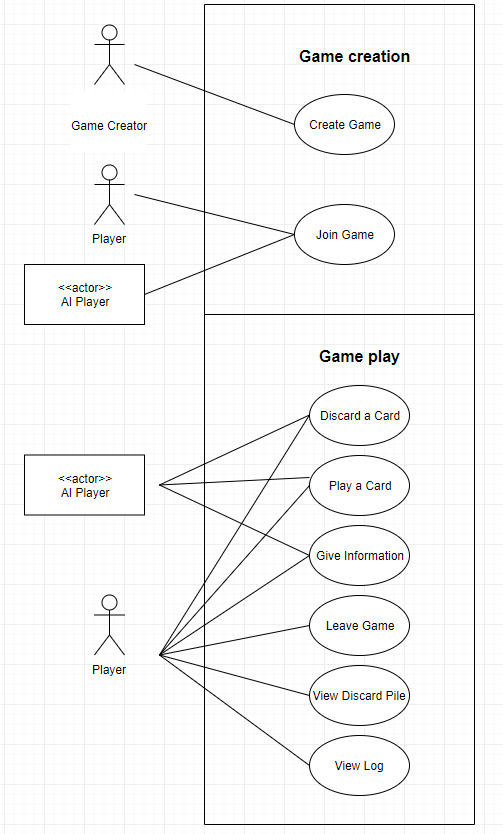 Game creation
Game Creator
Create Game
Player
Join Game
<<actor>>
AI Player
Game play
Discard a Card
<<actor>>
AI Player
Play a Card
Give Information
Leave Game
Player
View Discard Pile
View Log